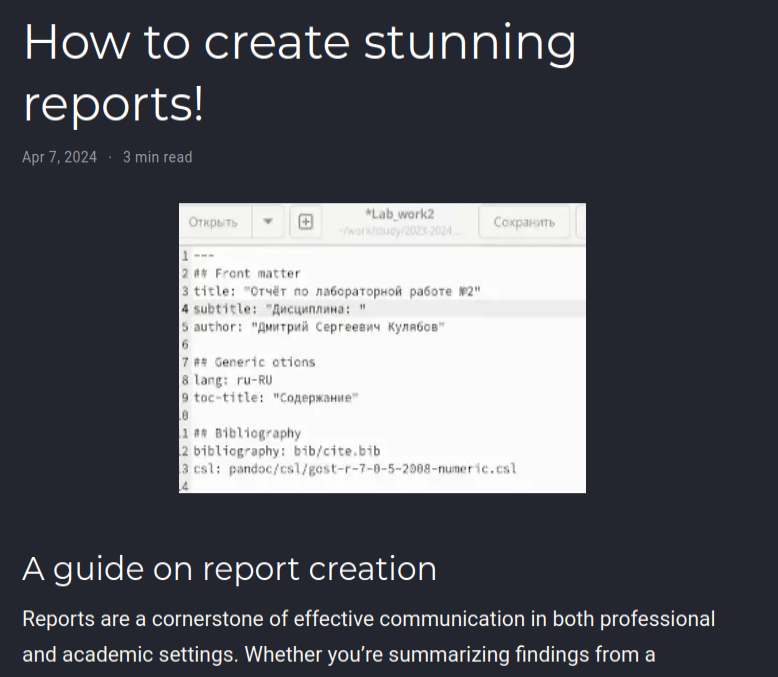 How to create stunning
reports!
Apr 7, 2024 · 3 min read
Открыть
*Lab_work2
Сохранить
~/work/study/2023-2024...
1 ---
2 ## Front matter
3 title: "Отчёт по лабораторной работе №2"
4 subtitle: "Дисциплина: "
5 author: "Дмитрий Сергеевич Кулябов"
6
7 ## Generic otions
8 lang: ru-RU
9 toc-title: "Содержание"
0
1 ## Bibliography
2 bibliography: bib/cite.bib
3 csl: pandoc/csl/gost-r-7-0-5-2008-numeric.csl
4
A guide on report creation
Reports are a cornerstone of effective communication in both professional
and academic settings. Whether you’re summarizing findings from a